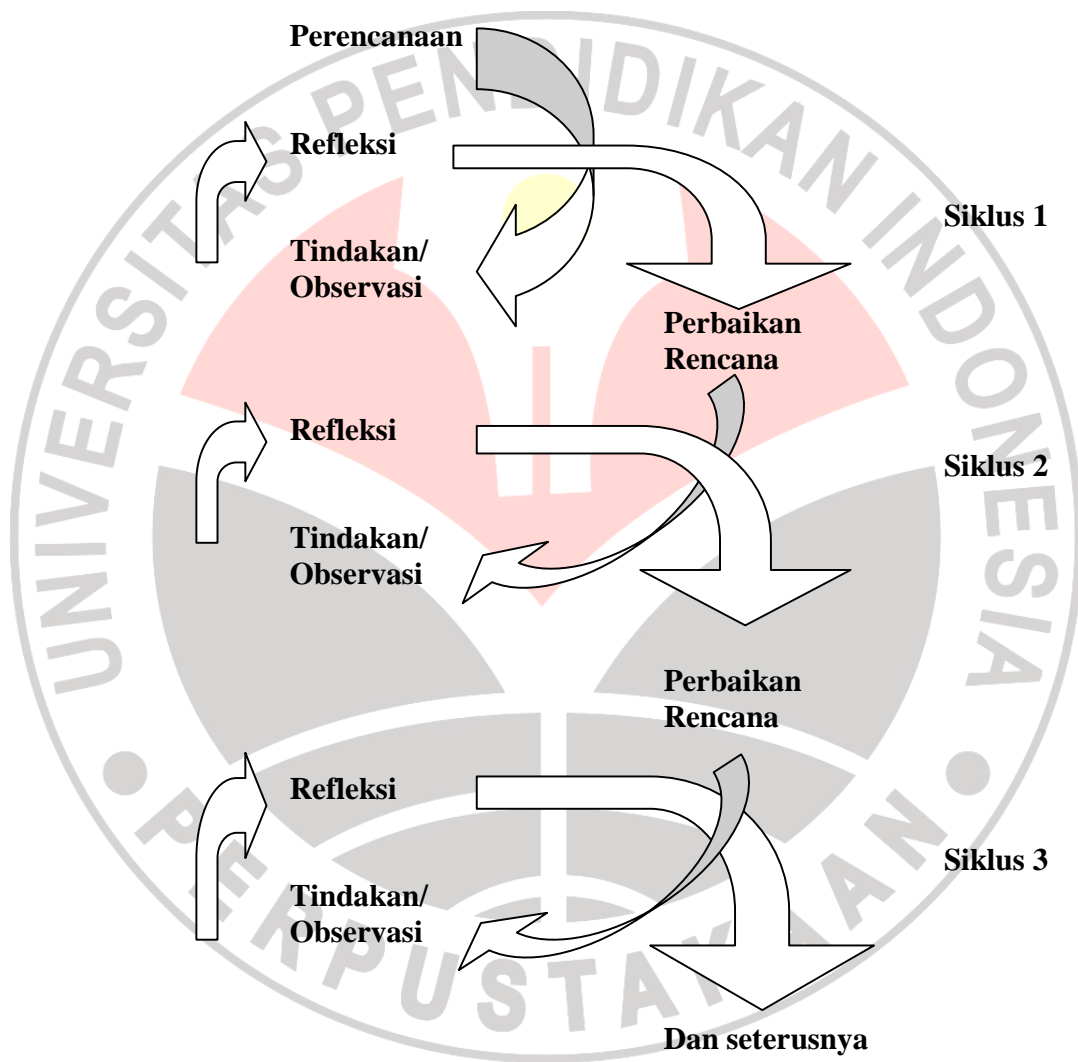 UNIVERSITAS PENDIDIKAN INDONESIA
PERPUSTAKAAN
Perencanaan
Refleksi
Siklus 1
Tindakan/
Observasi
Perbaikan
Rencana
Refleksi
Siklus 2
Tindakan/
Observasi
Perbaikan
Rencana
Refleksi
Siklus 3
Tindakan/
Observasi
Dan seterusnya